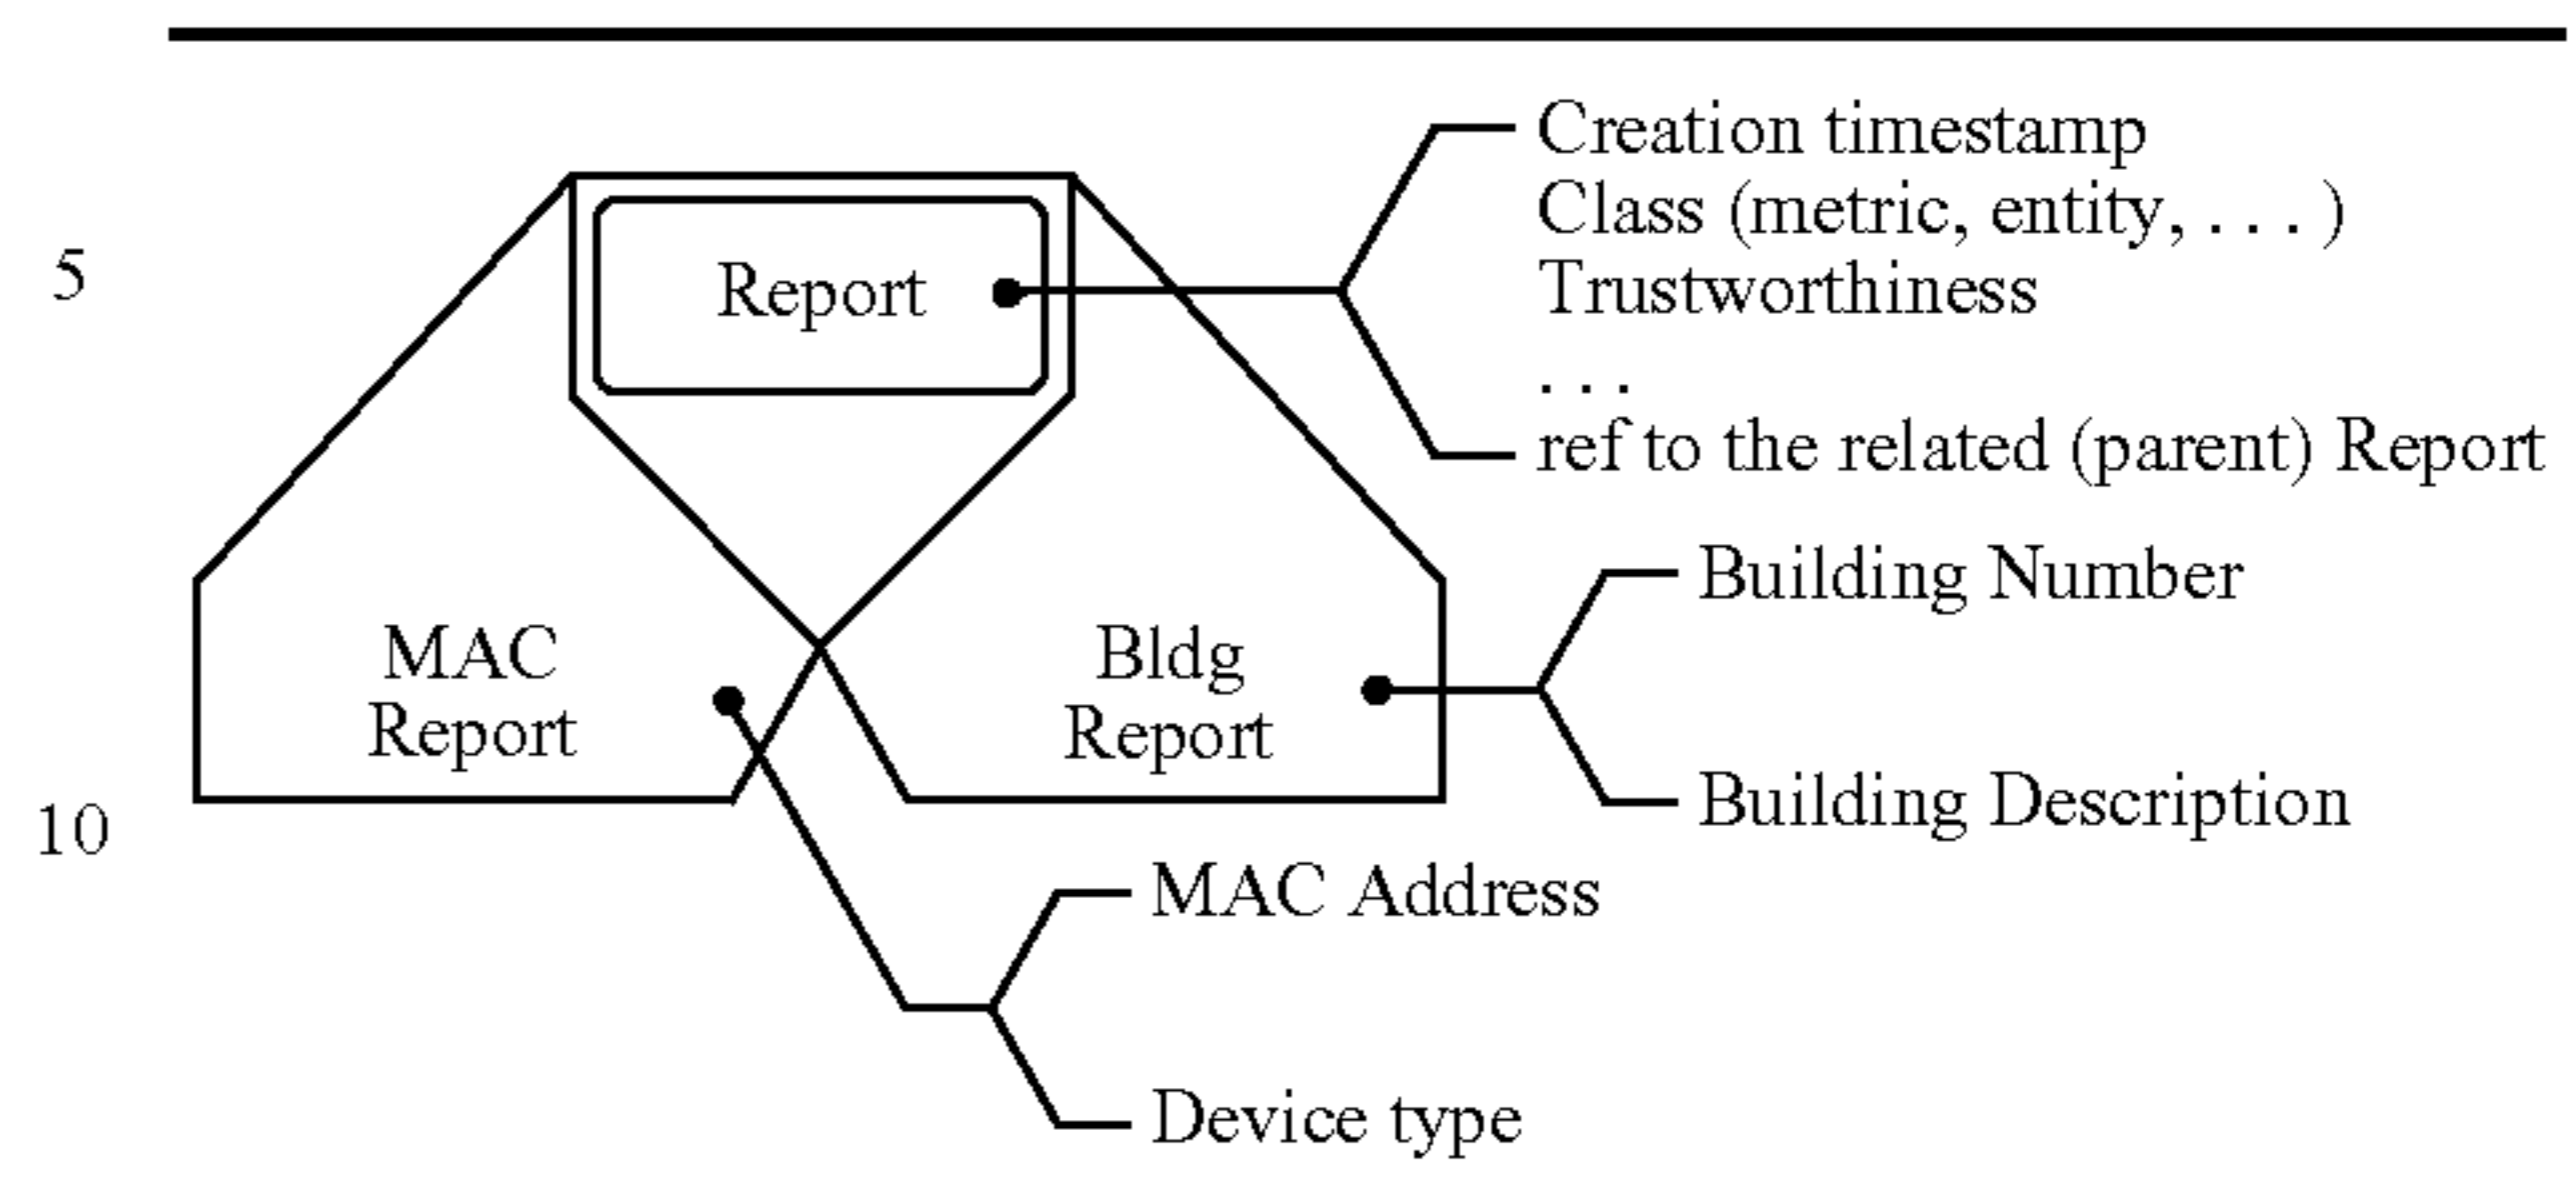 Creation timestamp
Class (metric, entity, . . . )
5
Report
Trustworthiness
. . .
ref to the related (parent) Report
Building Number
MAC
Report
Bldg
Report
Building Description
10
MAC Address
Device type